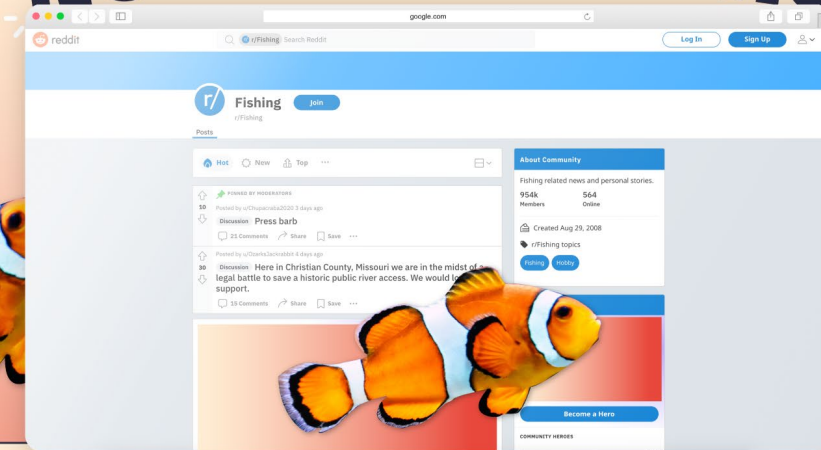 google.com
reddit
r/Fishing Search Reddit
Log In
Sign Up
r/
Fishing
Join
r/Fishing
Posts
Hot
New
Top
PINNED BY MODERATORS
10
Posted by u/Chupacraba2020 3 days ago
Discussion Press barb
21 Comments Share Save
Posted by u/OzarksJackrabbit 4 days ago
30
Discussion Here in Christian County, Missouri we are in the midst of a
legal battle to save a historic public river access. We would lo
support.
19 Comments Share Save
About Community
Fishing related news and personal stories.
954k
564
Members
Online
Created Aug 29, 2008
r/Fishing topics
Fishing
Hobby
Become a Hero
COMMUNITY HEROES